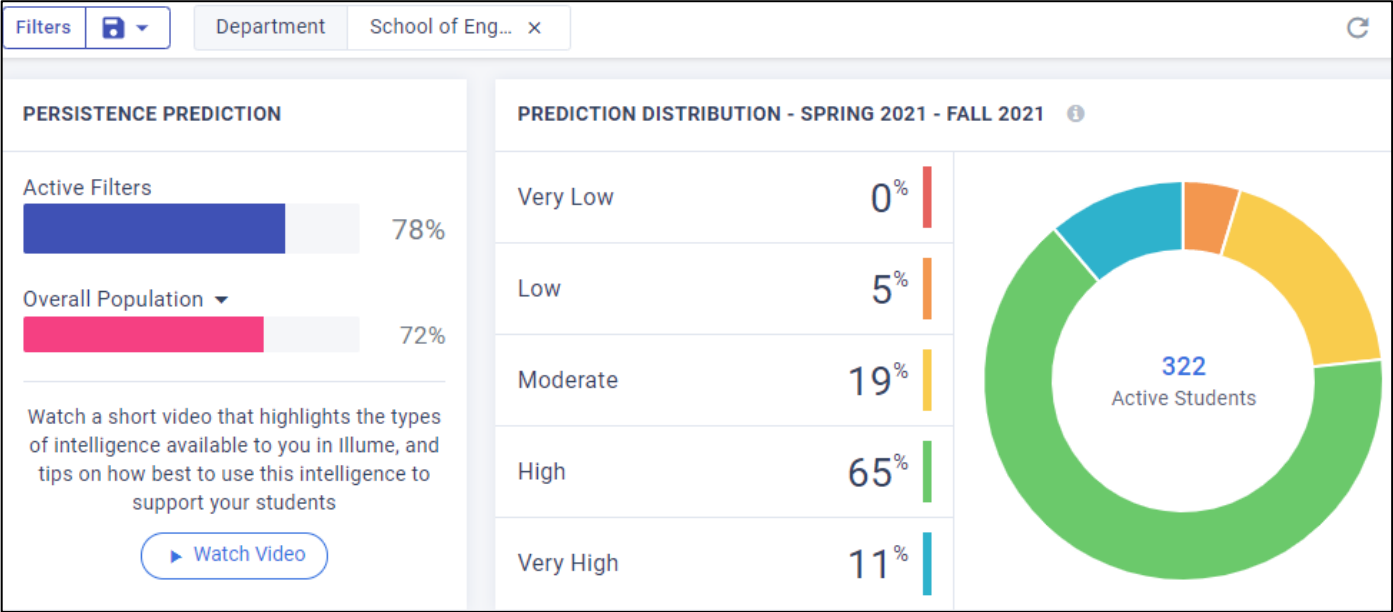 Filters
Department School of Eng...
PERSISTENCE PREDICTION
Active Filters
78%
Overall Population
72%
Watch a short video that highlights the types
of intelligence available to you in Illume, and
tips on how best to use this intelligence to
support your students
Watch Video
PREDICTION DISTRIBUTION - SPRING 2021 - FALL 2021
Very Low 0%
Low 5%
Moderate 19%
High 65%
Very High 11%
322
Active Students